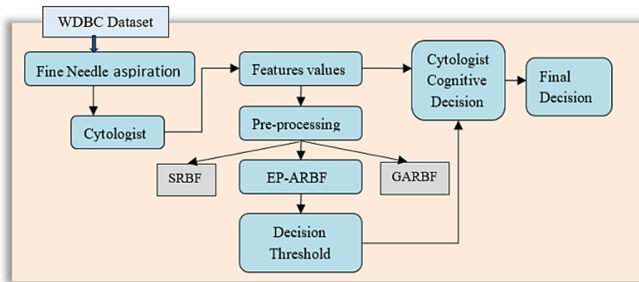 WDBC Dataset
Fine Needle aspiration
Cytologist
Features values
Pre-processing
SRBF
EP-ARBF
GARBF
Decision
Threshold
Cytologist
Cognitive
Decision
Final
Decision